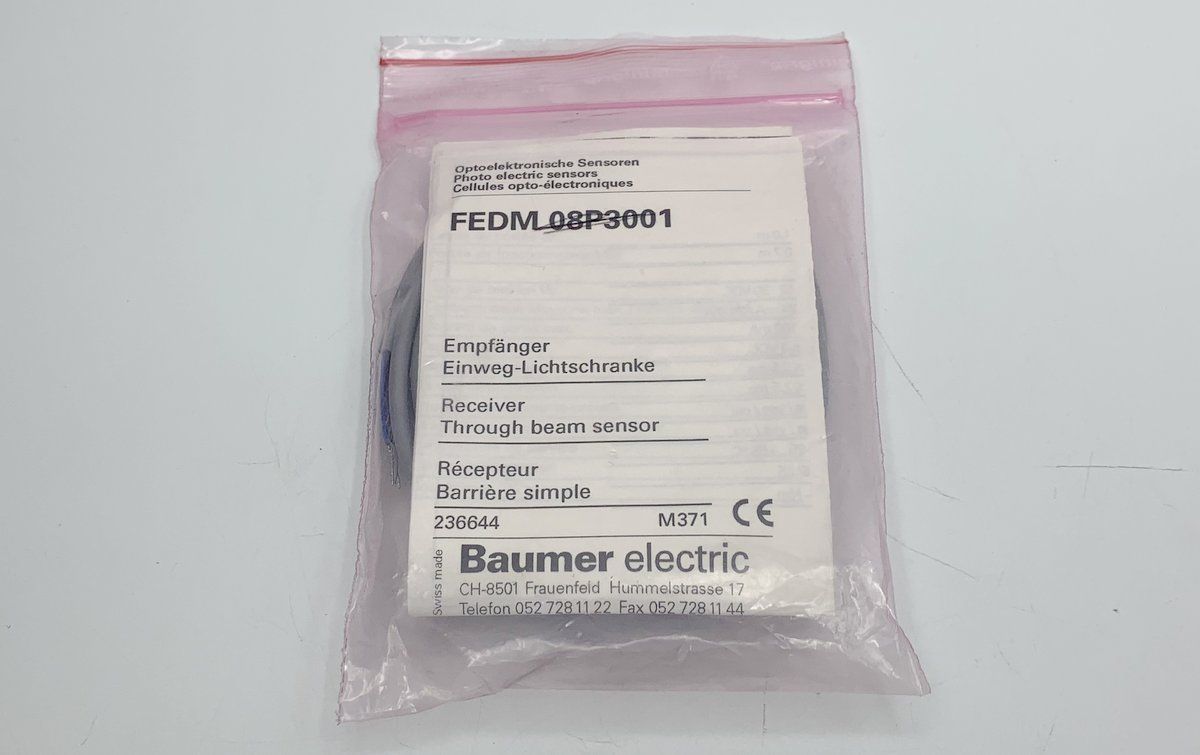 Optoelektronische Sensoren
Photo electric sensors
Cellules opto-électroniques
FEDM 08P3001
Empfänger
Einweg-Lichtschranke
Receiver
Through beam sensor
Récepteur
Barrière simple
236644 M371 CE
Swiss made
Baumer electric
CH-8501 Frauenfeld Hummelstrasse 17
Telefon 052 728 11 22 Fax 052 728 11 44